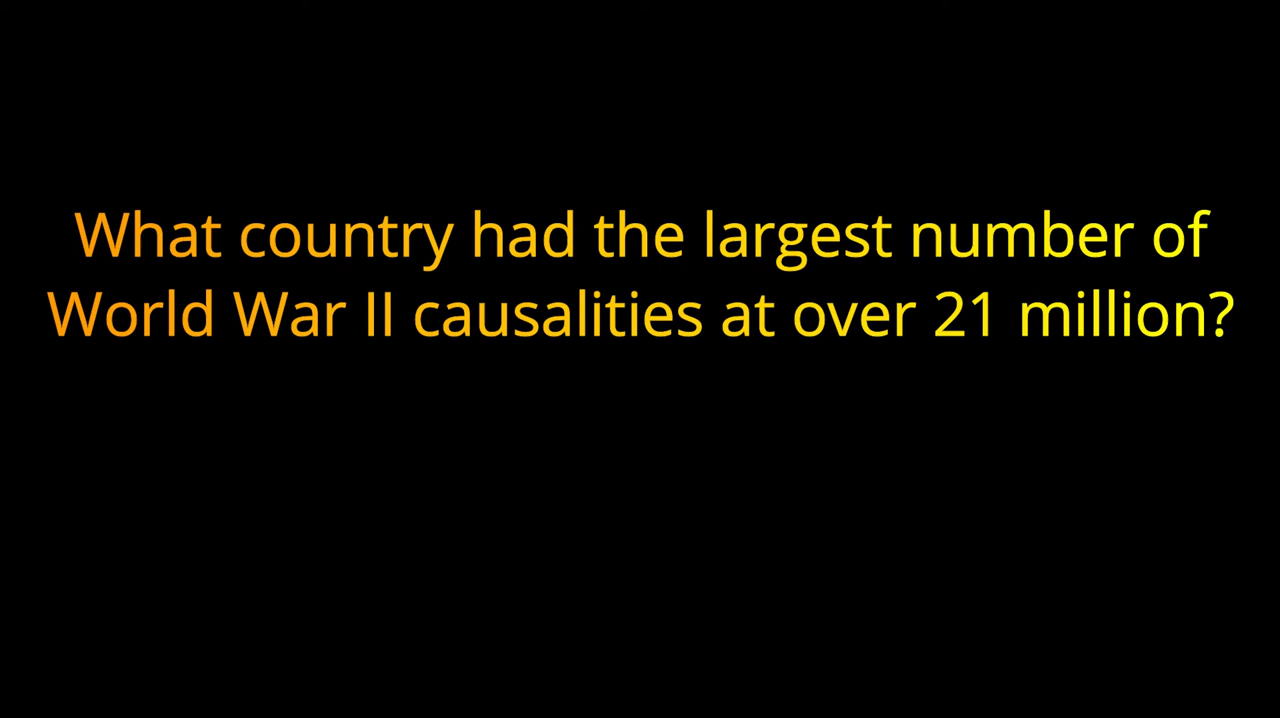 What country had the largest number of
World War II causalities at over 21 million?